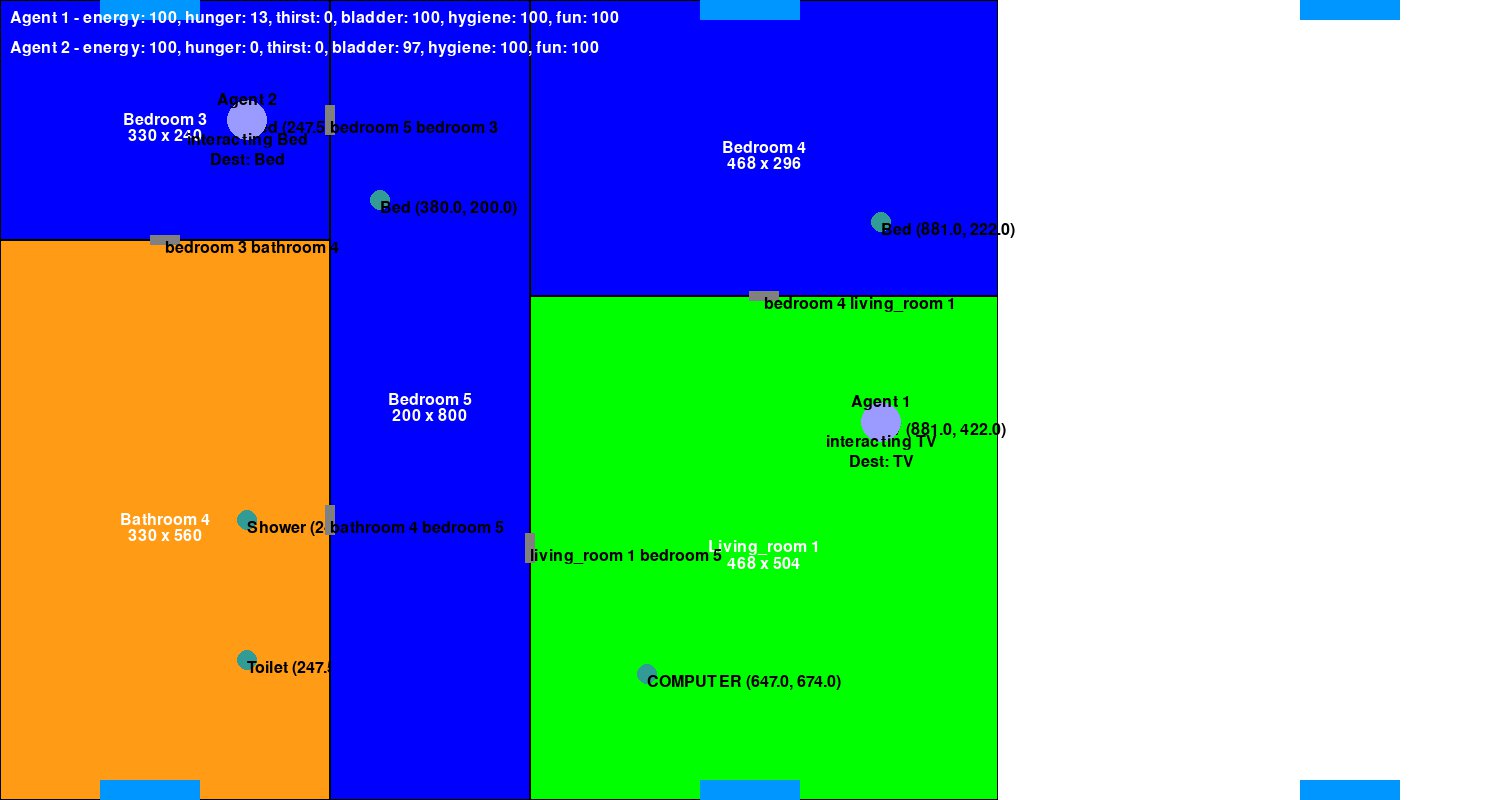 Agent 1 - energy: 100, hunger: 13, thirst: 0, bladder: 100, hygiene: 100, fun: 100
Agent 2 - energy: 100, hunger: 0, thirst: 0, bladder: 97, hygiene: 100, fun: 100
Agent 2
Bedroom 3
330 x 240
(247.5
bedroom 5 bedroom 3
interacting Bed
Dest: Bed
Bedroom 4
468 x 296
Bed (380.0, 200.0)
Bed (881.0, 222.0)
bedroom 3 bathroom 4
bedroom 4 living_room 1
Bedroom 5
200 x 800
Agent 1
(881.0, 422.0)
interacting TV
Dest: TV
Bathroom 4
330 x 560
Shower (2
bathroom 4 bedroom 5
Living_room 1
468 x 504
living_room 1 bedroom 5
Toilet (247.5
COMPUTER (647.0, 674.0)